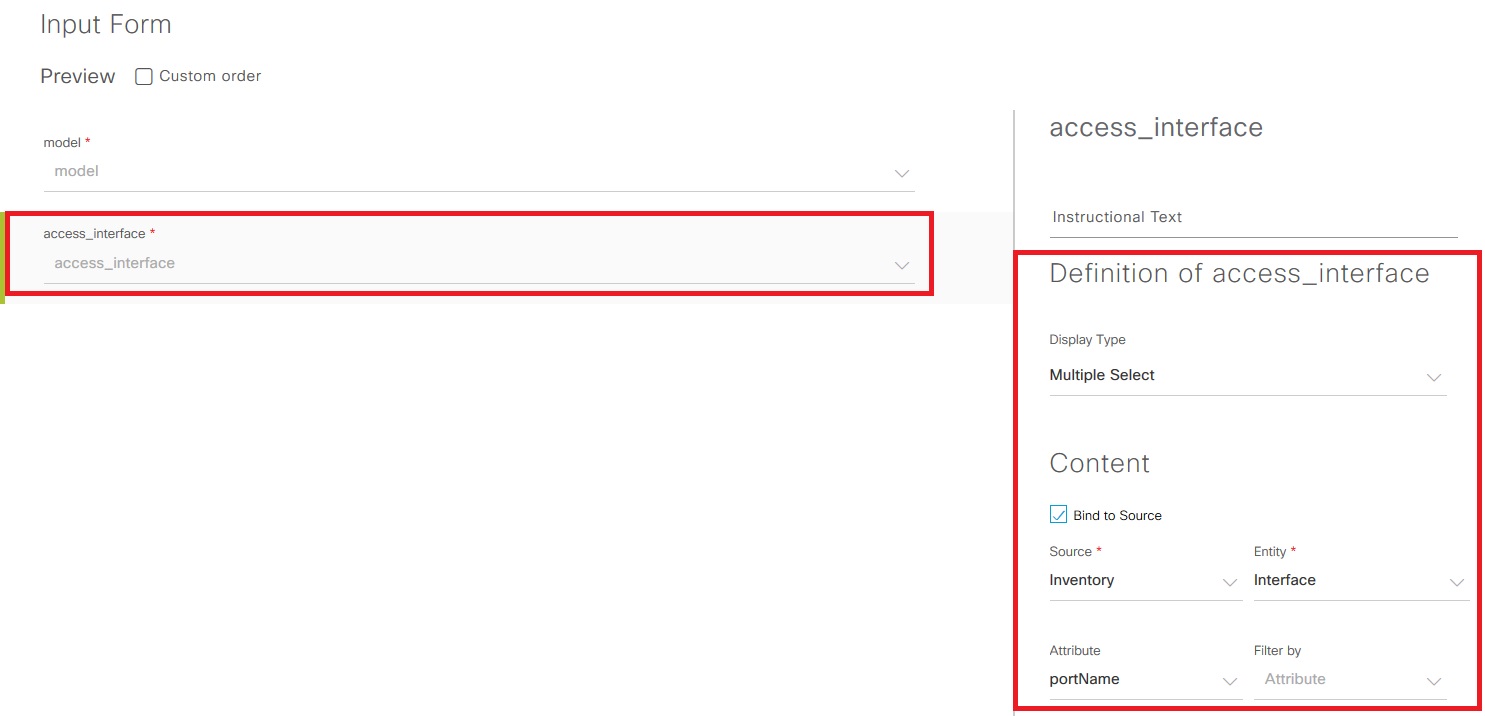 Input Form
Preview Custom order
model *
model
access_interface *
access_interface
access_interface
Instructional Text
Definition of access_interface
Display Type
Multiple Select
Content
Bind to Source
Source * Entity *
Inventory Interface
Attribute Filter by
portName Attribute